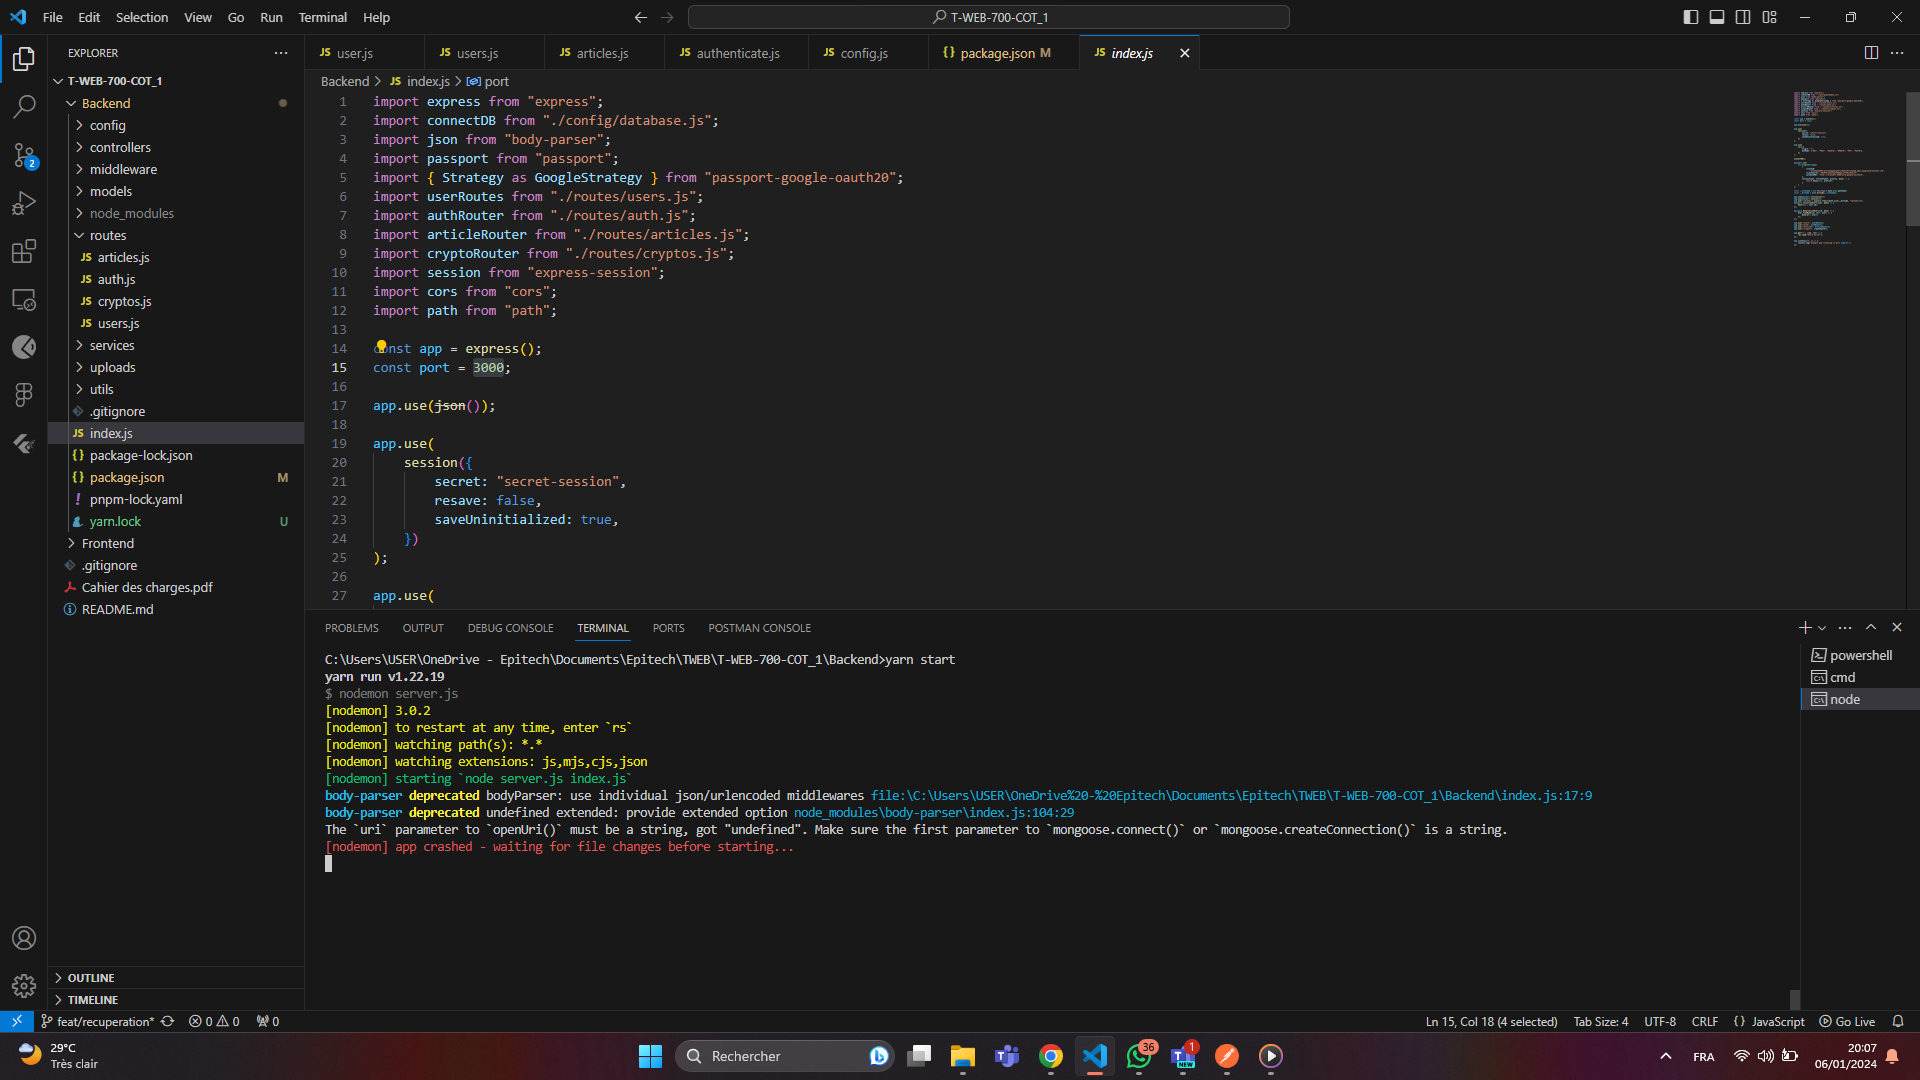 File Edit Selection View Go Run Terminal Help
T-WEB-700-COT_1
EXPLORER
T-WEB-700-COT_1
Backend
config
controllers
middleware
models
node_modules
routes
JS articles.js
JS auth.js
JS cryptos.js
JS users.js
services
uploads
utils
.gitignore
JS index.js
{} package-lock.json
{} package.json M
! pnpm-lock.yaml
yarn.lock U
Frontend
.gitignore
Cahier des charges.pdf
README.md
OUTLINE
TIMELINE
2
JS user.js JS users.js JS articles.js JS authenticate.js JS config.js {} package.json M JS index.js
Backend > JS index.js > port
1 import express from "express";
2 import connectDB from "./config/database.js";
3 import json from "body-parser";
4 import passport from "passport";
5 import { Strategy as GoogleStrategy } from "passport-google-oauth20";
6 import userRoutes from "./routes/users.js";
7 import authRouter from "./routes/auth.js";
8 import articleRouter from "./routes/articles.js";
9 import cryptoRouter from "./routes/cryptos.js";
10 import session from "express-session";
11 import cors from "cors";
12 import path from "path";
13
14 const app = express();
15 const port = 3000;
16
17 app.use(json());
18
19 app.use(
20 session({
21 secret: "secret-session",
22 resave: false,
23 saveUninitialized: true,
24 })
25 );
26
27 app.use(
PROBLEMS OUTPUT DEBUG CONSOLE TERMINAL PORTS POSTMAN CONSOLE
C:\Users\USER\OneDrive - Epitech\Documents\Epitech\TWEB\T-WEB-700-COT_1\Backend>yarn start
yarn run v1.22.19
$ nodemon server.js
[nodemon] 3.0.2
[nodemon] to restart at any time, enter `rs`
[nodemon] watching path(s): *.*
[nodemon] watching extensions: js,mjs,cjs,json
[nodemon] starting `node server.js index.js`
body-parser deprecated bodyParser: use individual json/urlencoded middlewares file:\C:\Users\USER\OneDrive%20-%20Epitech\Documents\Epitech\TWEB\T-WEB-700-COT_1\Backend\index.js:17:9
body-parser deprecated undefined extended: provide extended option node_modules\body-parser\index.js:104:29
The `uri` parameter to `openUri()` must be a string, got "undefined". Make sure the first parameter to `mongoose.connect()` or `mongoose.createConnection()` is a string.
[nodemon] app crashed - waiting for file changes before starting...
powershell
cmd
node
feat/recuperation* 0 0 0
Ln 15, Col 18 (4 selected) Tab Size: 4 UTF-8 CRLF {} JavaScript Go Live
29°C
Très clair
Rechercher
36
1
NEW
FRA
20:07
06/01/2024